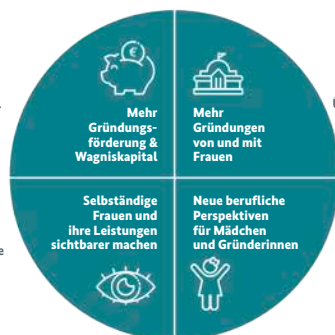 Mehr
Gründungs-
förderung &
Wagniskapital
Mehr
Gründungen
von und mit
Frauen
Selbständige
Frauen und
ihre Leistungen
sichtbarer machen
Neue berufliche
Perspektiven
für Mädchen
und Gründerinnen